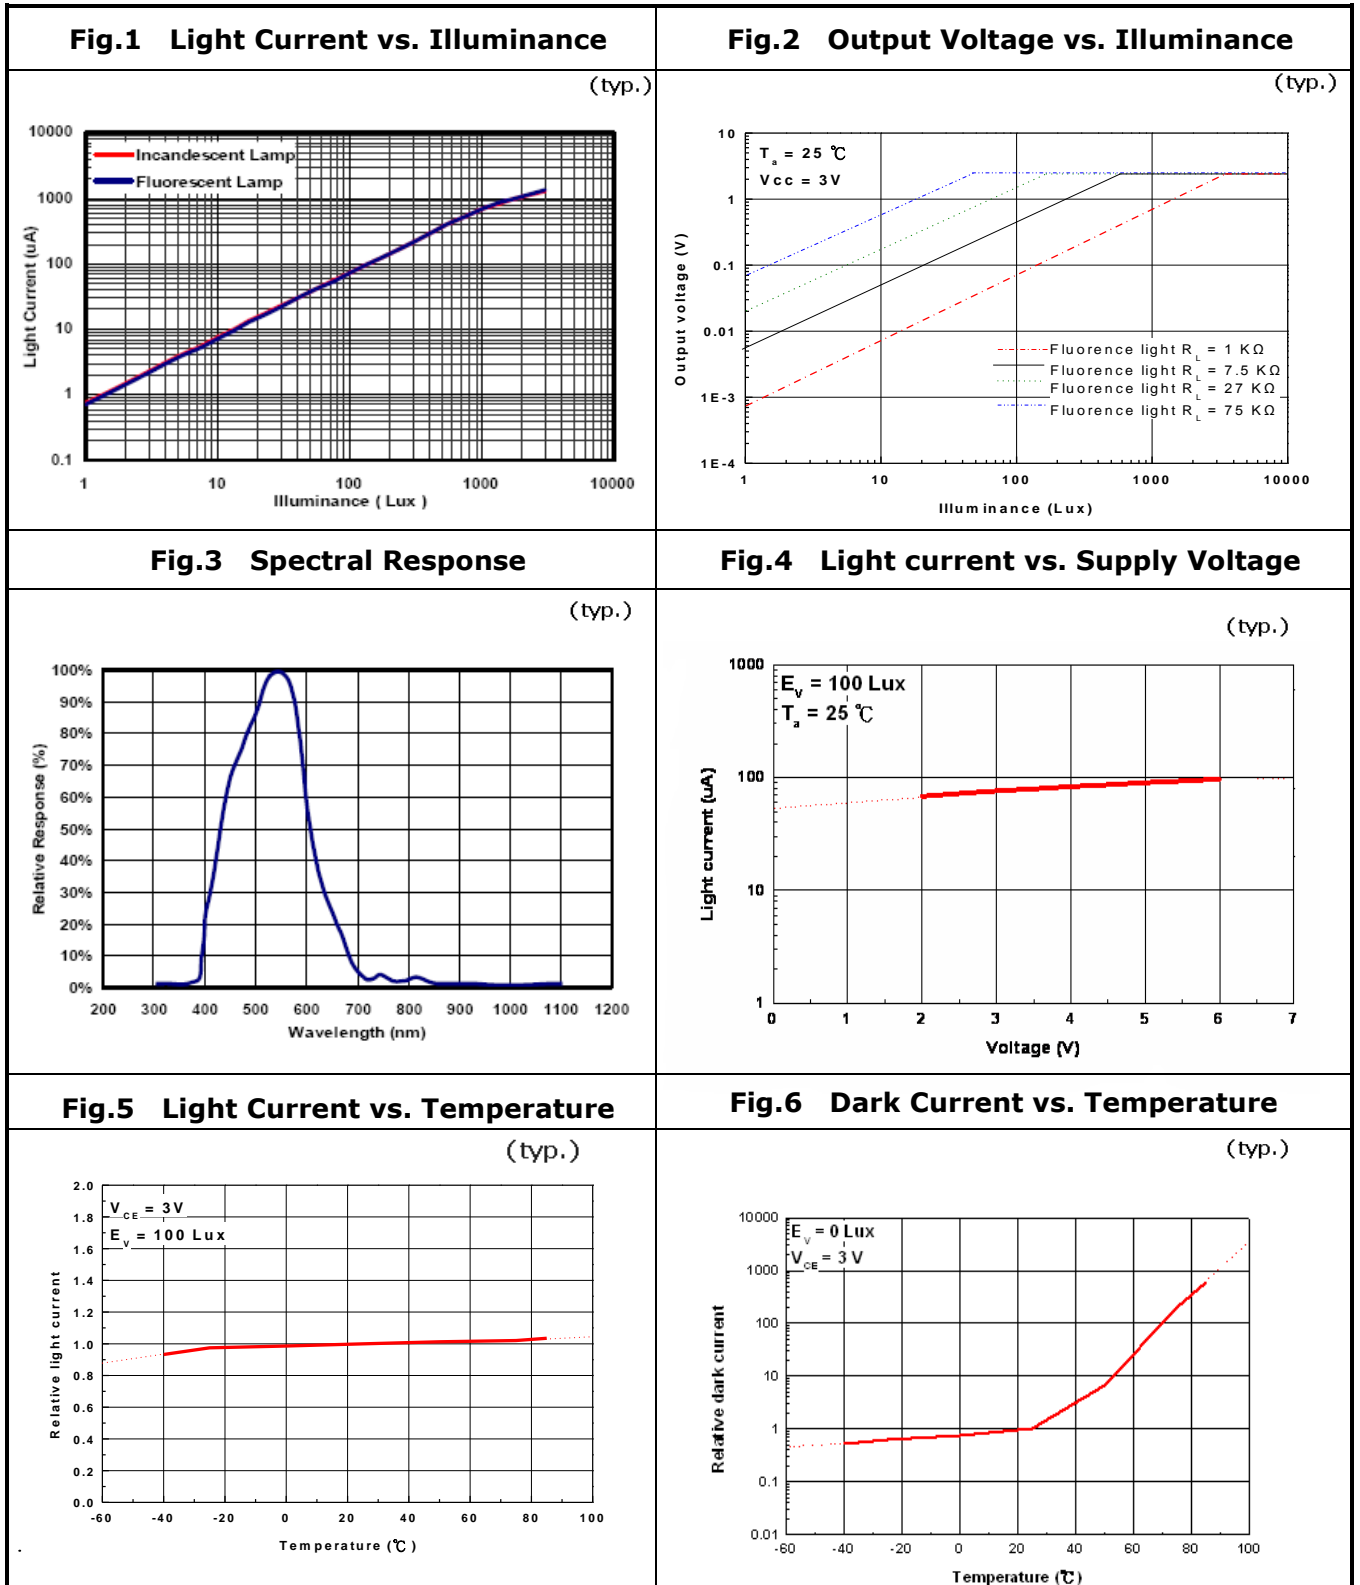 Fig.1 Light Current vs. Illuminance
Fig.2 Output Voltage vs. Illuminance
(typ.)
10000
1000
100
10
1
0.1
Light Current (uA)
Incandescent Lamp
Fluorescent Lamp
1 10 100 1000 10000
Illuminance ( Lux )
(typ.)
10
1
0.1
0.01
1E-3
1E-4
Output voltage (V)
Ta = 25 ℃
Vcc = 3V
Fluorence light RL = 1 KΩ
Fluorence light RL = 7.5 KΩ
Fluorence light RL = 27 KΩ
Fluorence light RL = 75 KΩ
1 10 100 1000 10000
Illuminance (Lux)
Fig.3 Spectral Response
Fig.4 Light current vs. Supply Voltage
(typ.)
100%
90%
80%
70%
60%
50%
40%
30%
20%
10%
0%
Relative Response (%)
200 300 400 500 600 700 800 900 1000 1100 1200
Wavelength (nm)
(typ.)
1000
100
10
1
Light current (uA)
Ev = 100 Lux
Ta = 25 ℃
0 1 2 3 4 5 6 7
Voltage (V)
Fig.5 Light Current vs. Temperature
Fig.6 Dark Current vs. Temperature
(typ.)
2.0
1.8
1.6
1.4
1.2
1.0
0.8
0.6
0.4
0.2
0.0
Relative light current
VCE = 3V
Ev = 100 Lux
-60 -40 -20 0 20 40 60 80 100
Temperature (℃)
(typ.)
10000
1000
100
10
1
0.1
0.01
Relative dark current
Ev = 0 Lux
VCE = 3 V
-60 -40 -20 0 20 40 60 80 100
Temperature (℃)